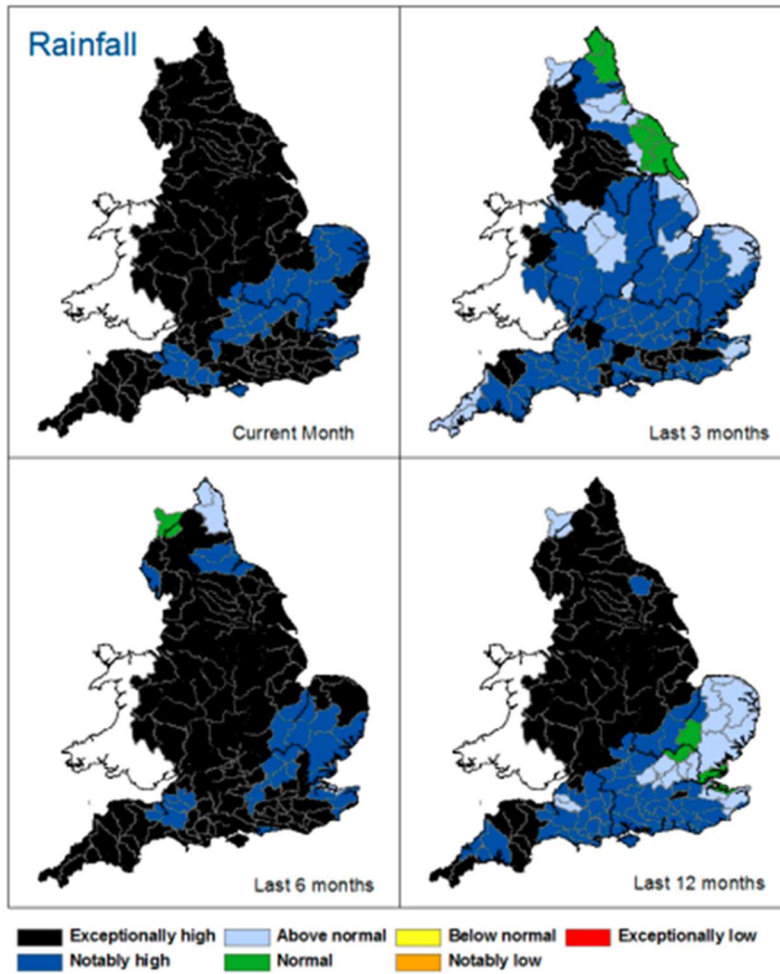 Rainfall
Current Month
Last 3 months
Last 6 months
Last 12 months
Exceptionally high
Above normal
Below normal
Exceptionally low
Notably high
Normal
Notably low